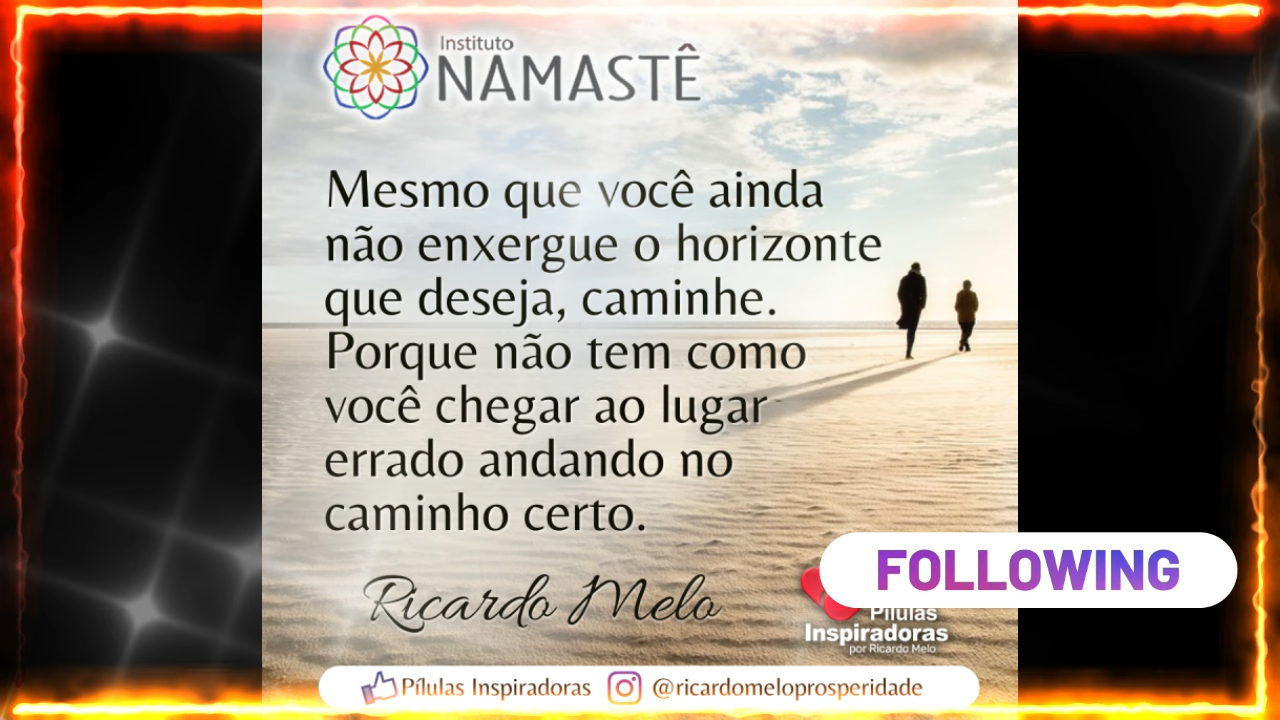 Instituto
NAMASTÊ
Mesmo que você ainda
não enxergue o horizonte
que deseja, caminhe.
Porque não tem como
você chegar ao lugar
errado andando no
caminho certo.
Ricardo Melo
FOLLOWING
Pílulas
Inspiradoras
por Ricardo Melo
Pílulas Inspiradoras @ricardomeloprosperidade